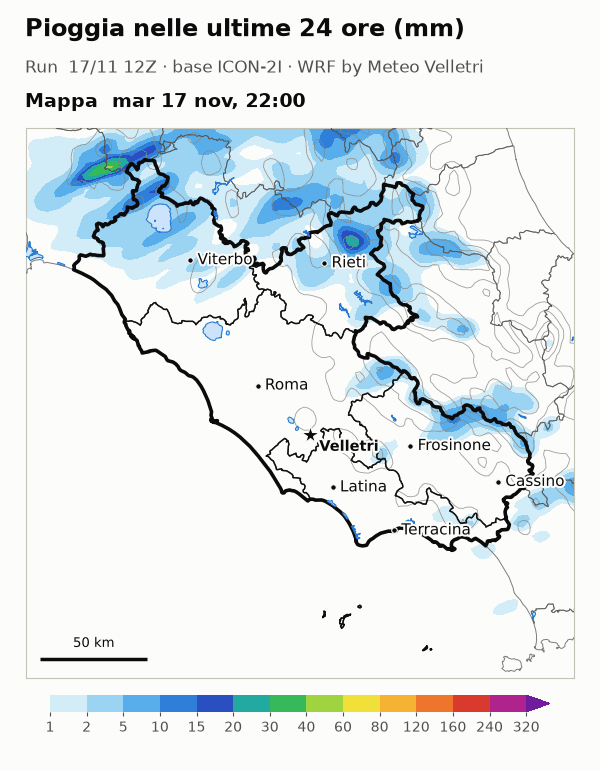 Pioggia nelle ultime 24 ore (mm)
Run 17/11 12Z · base ICON-2I · WRF by Meteo Velletri
Mappa mar 17 nov, 22:00
Viterbo
Rieti
Roma
Velletri
Frosinone
Cassino
Latina
Terracina
50 km
1 2 5 10 15 20 30 40 60 80 120 160 240 320